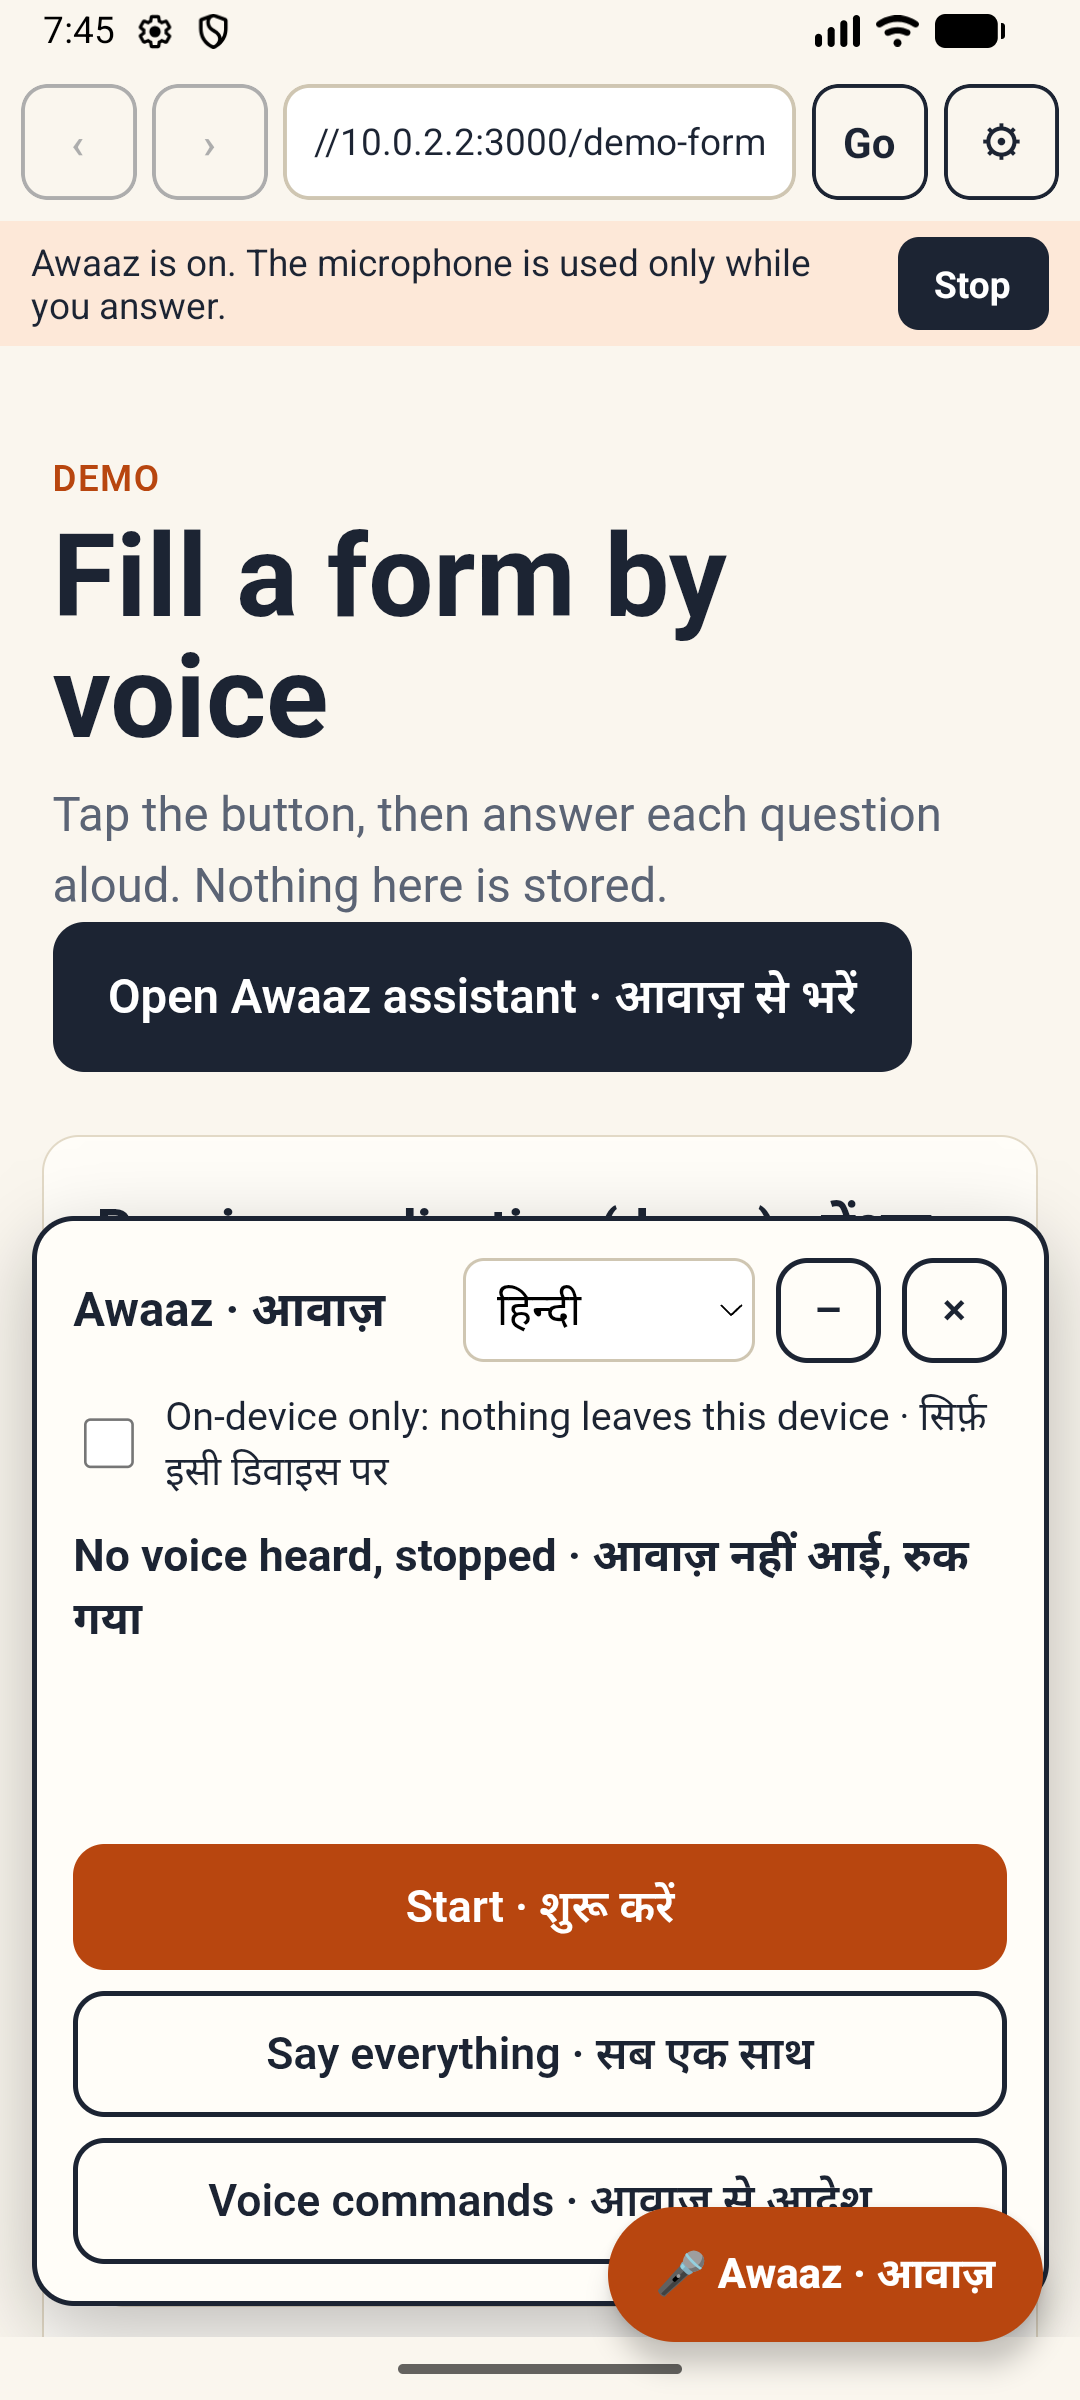 7:45
‹ › //10.0.2.2:3000/demo-form Go ⚙
Awaaz is on. The microphone is used only while
you answer.
Stop
DEMO
Fill a form by
voice
Tap the button, then answer each question
aloud. Nothing here is stored.
Open Awaaz assistant · आवाज़ से भरें
Awaaz · आवाज़
हिन्दी
–
×
On-device only: nothing leaves this device · सिर्फ़
इसी डिवाइस पर
No voice heard, stopped · आवाज़ नहीं आई, रुक
गया
Start · शुरू करें
Say everything · सब एक साथ
Voice commands · आवाज़ से आदेश
🎤 Awaaz · आवाज़